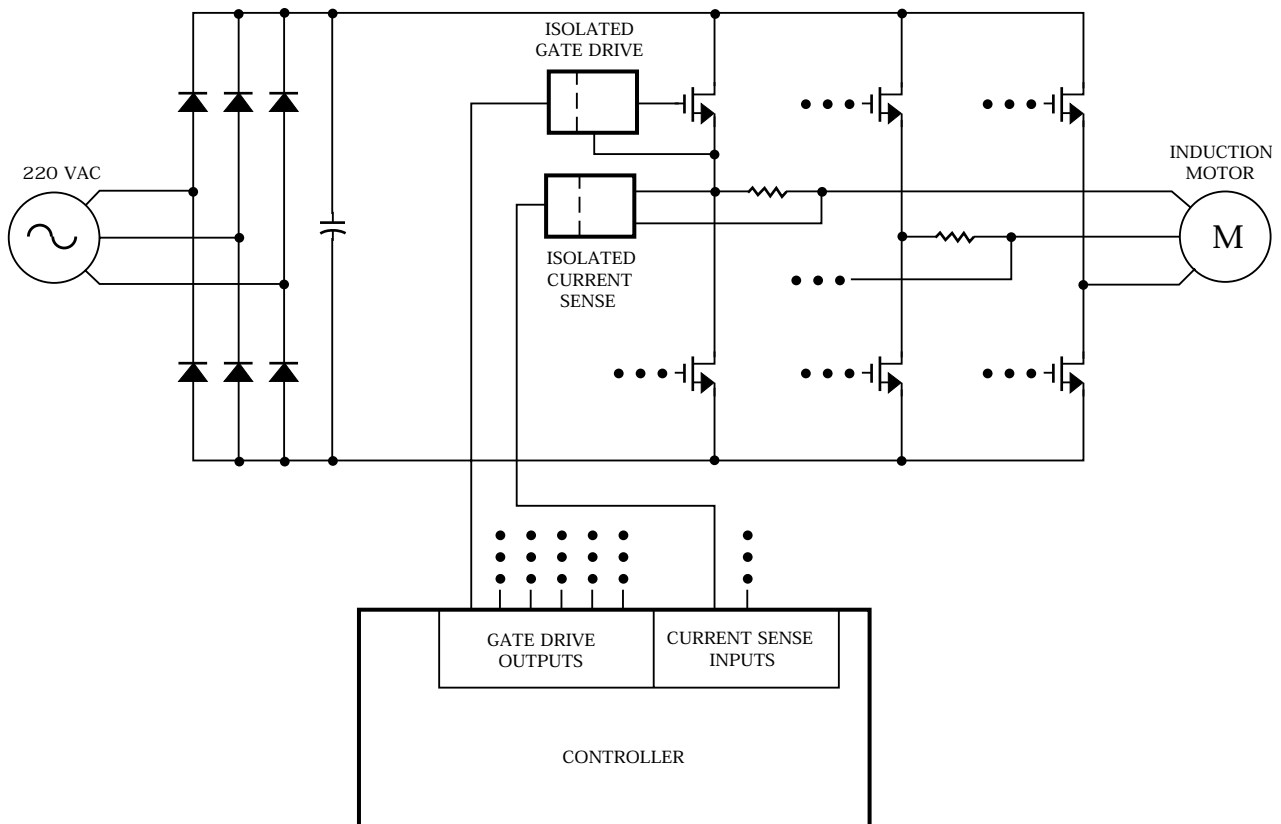 ISOLATED
GATE DRIVE
220 VAC
INDUCTION
MOTOR
M
ISOLATED
CURRENT
SENSE
GATE DRIVE
OUTPUTS
CURRENT SENSE
INPUTS
CONTROLLER